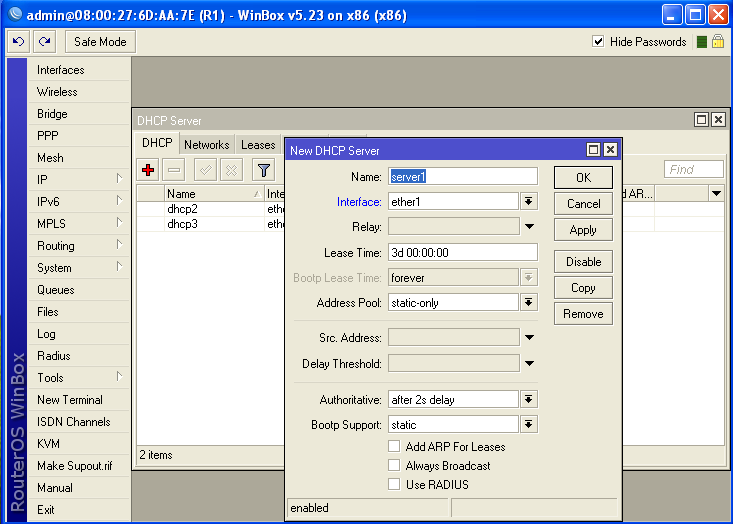 admin@08:00:27:6D:AA:7E (R1) - WinBox v5.23 on x86 (x86)
Safe Mode
Hide Passwords
Interfaces
Wireless
Bridge
PPP
Mesh
IP
IPv6
MPLS
Routing
System
Queues
Files
Log
Radius
Tools
New Terminal
ISDN Channels
KVM
Make Supout.rif
Manual
Exit
RouterOS WinBox
DHCP Server
DHCP Networks Leases
Find
Name Inte
d AR...
dhcp2 ethe
dhcp3 ethe
2 items
New DHCP Server
Name: server1
Interface: ether1
Relay:
Lease Time: 3d 00:00:00
Bootp Lease Time: forever
Address Pool: static-only
Src. Address:
Delay Threshold:
Authoritative: after 2s delay
Bootp Support: static
Add ARP For Leases
Always Broadcast
Use RADIUS
enabled
OK
Cancel
Apply
Disable
Copy
Remove